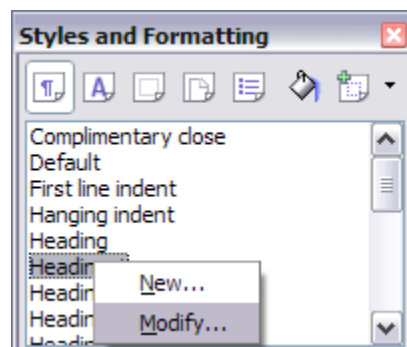 Styles and Formatting
Complimentary close
Default
First line indent
Hanging indent
Heading
New...
Modify...